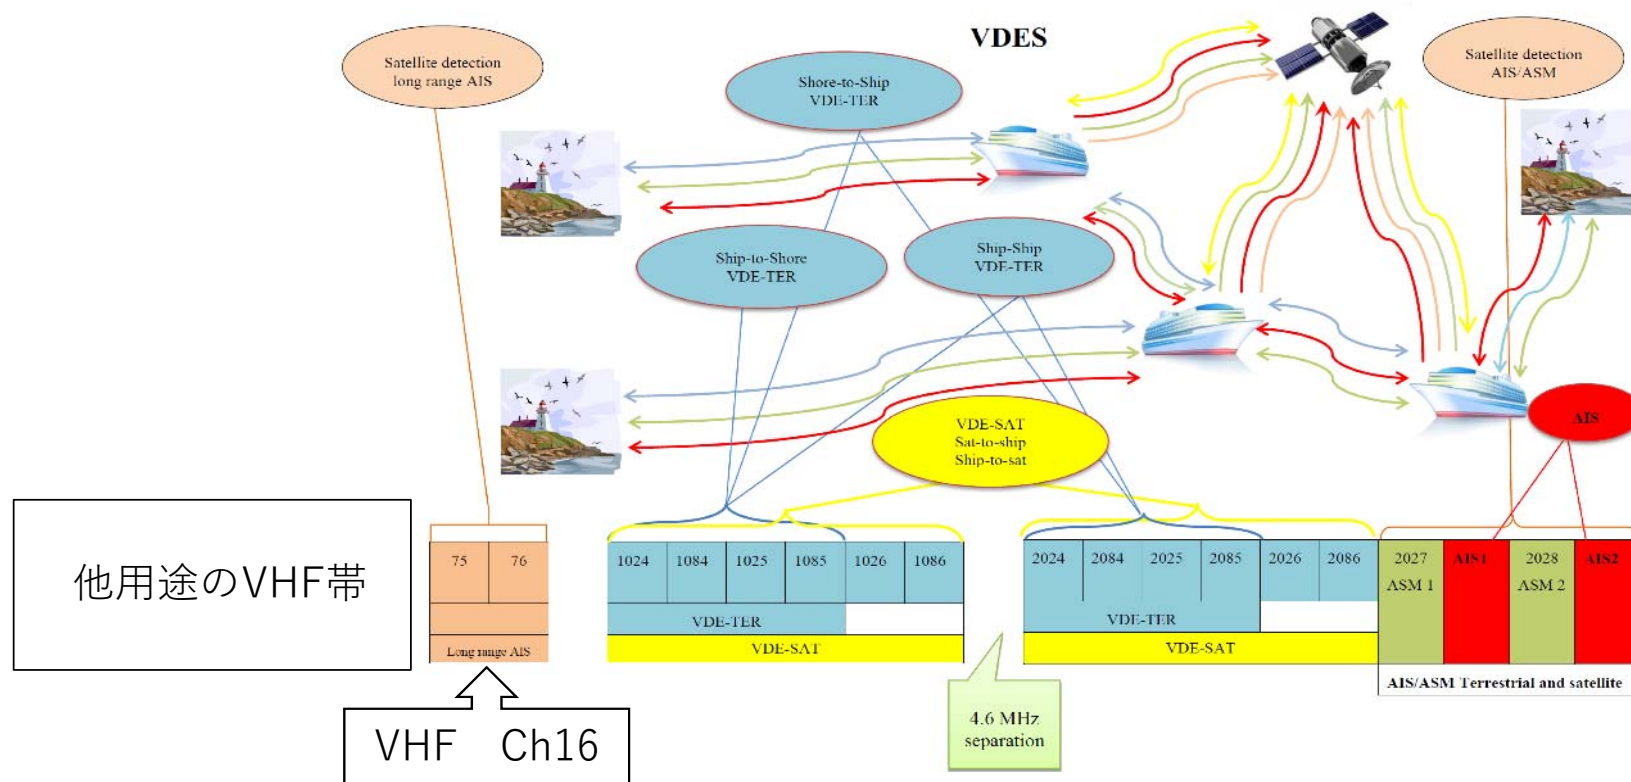 VDES
Satellite detection
long range AIS
Shore-to-Ship
VDE-TER
Satellite detection
AIS/ASM
Ship-to-Shore
VDE-TER
Ship-Ship
VDE-TER
VDE-SAT
Sat-to-ship
Ship-to-sat
AIS
他用途のVHF帯
75
76
Long range AIS
1024
1084
1025
1085
1026
1086
VDE-TER
VDE-SAT
2024
2084
2025
2085
2026
2086
VDE-TER
VDE-SAT
2027
ASM 1
AIS1
2028
ASM 2
AIS2
AIS/ASM Terrestrial and satellite
4.6 MHz
separation
VHF Ch16